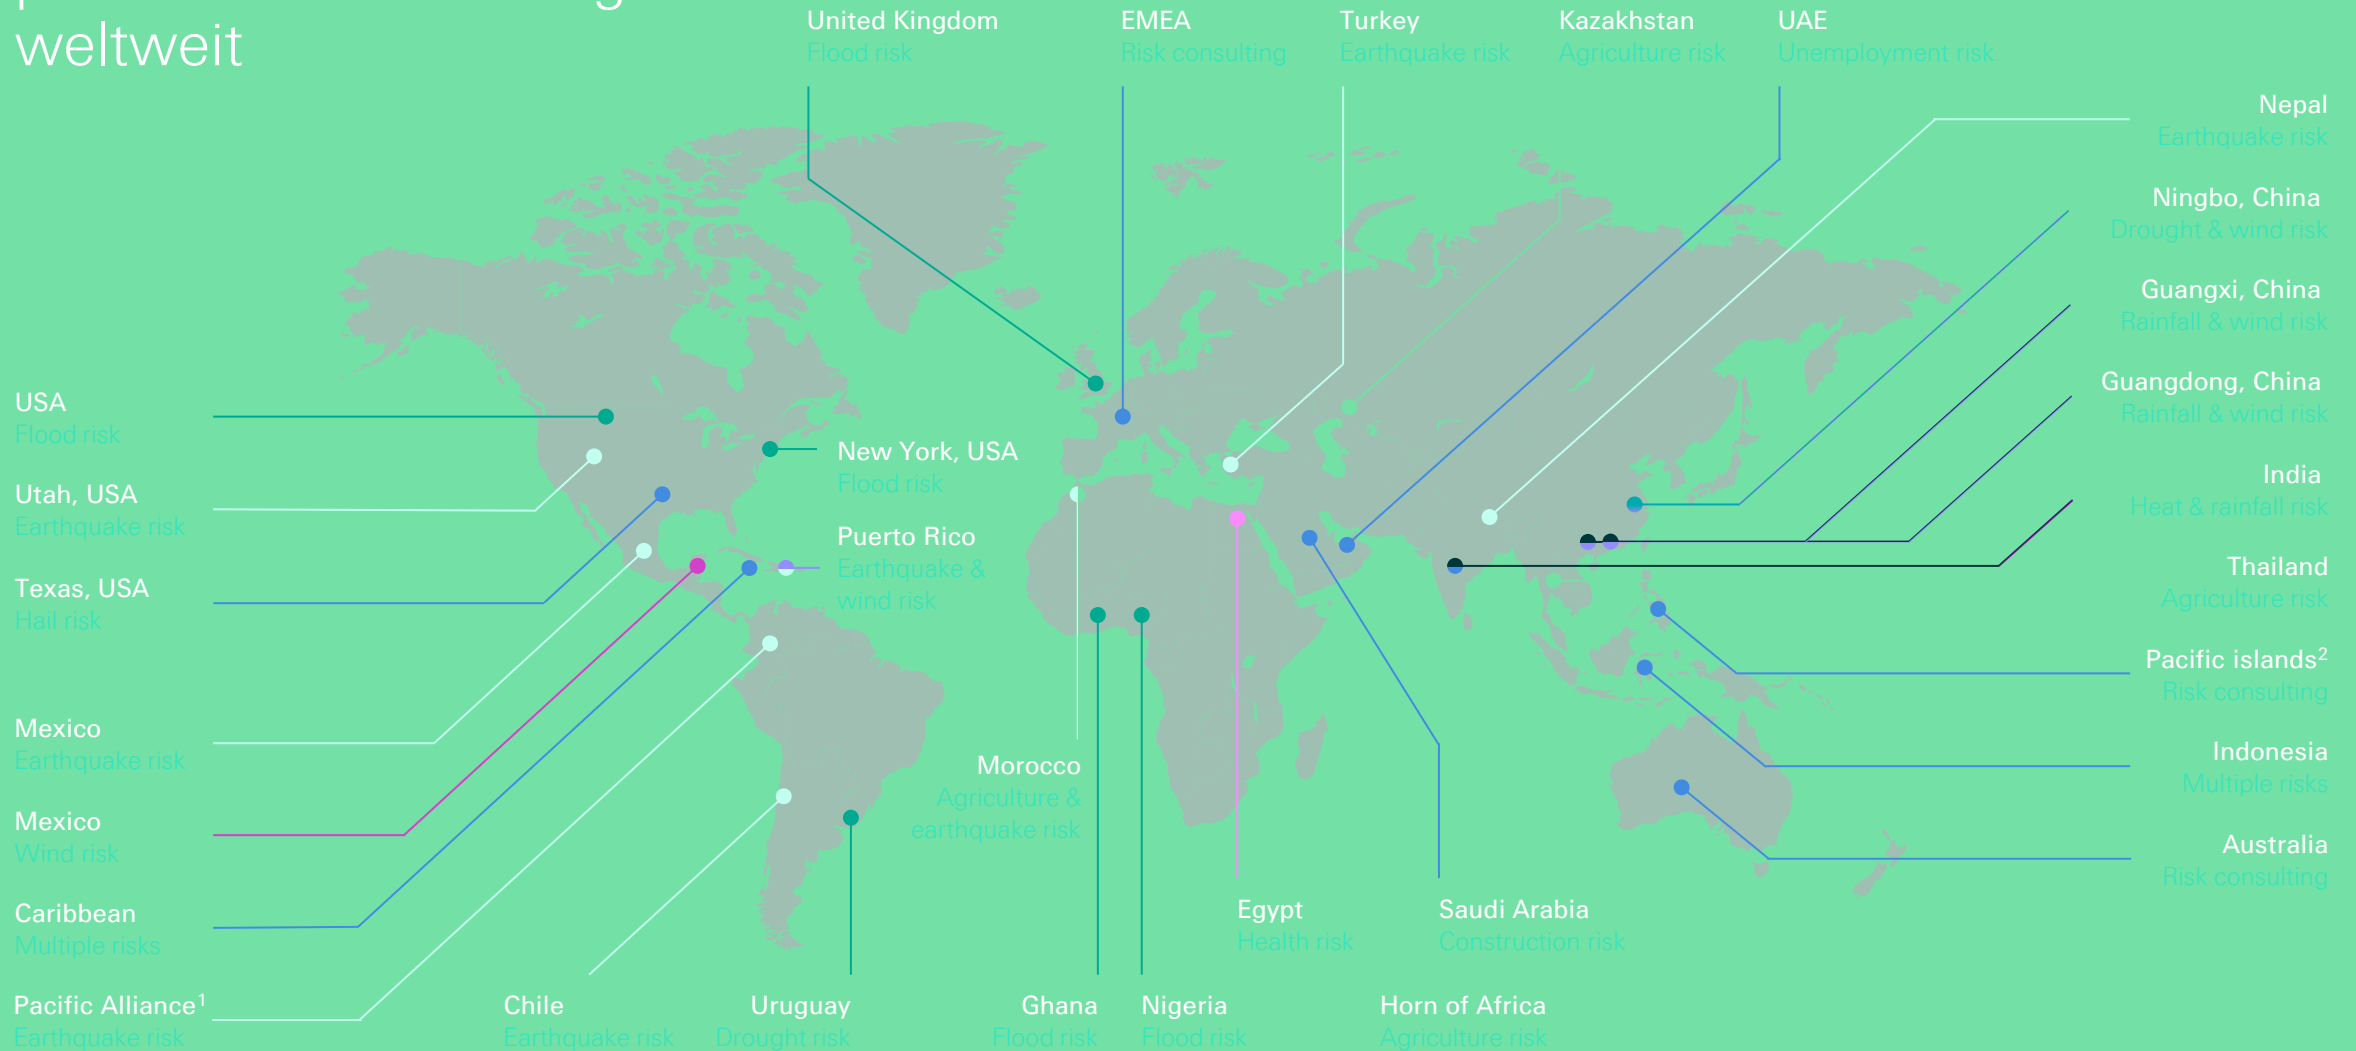 weltweit
United Kingdom
Flood risk
EMEA
Risk consulting
Turkey
Earthquake risk
Kazakhstan
Agriculture risk
UAE
Unemployment risk
Nepal
Earthquake risk
Ningbo, China
Drought & wind risk
Guangxi, China
Rainfall & wind risk
Guangdong, China
Rainfall & wind risk
India
Heat & rainfall risk
Thailand
Agriculture risk
Pacific islands2
Risk consulting
Indonesia
Multiple risks
Australia
Risk consulting
USA
Flood risk
Utah, USA
Earthquake risk
Texas, USA
Hail risk
Mexico
Earthquake risk
Mexico
Wind risk
Caribbean
Multiple risks
Pacific Alliance1
Earthquake risk
New York, USA
Flood risk
Puerto Rico
Earthquake &
wind risk
Morocco
Agriculture &
earthquake risk
Egypt
Health risk
Saudi Arabia
Construction risk
Chile
Earthquake risk
Uruguay
Drought risk
Ghana
Flood risk
Nigeria
Flood risk
Horn of Africa
Agriculture risk